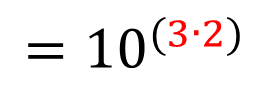 = 10^(3·2)